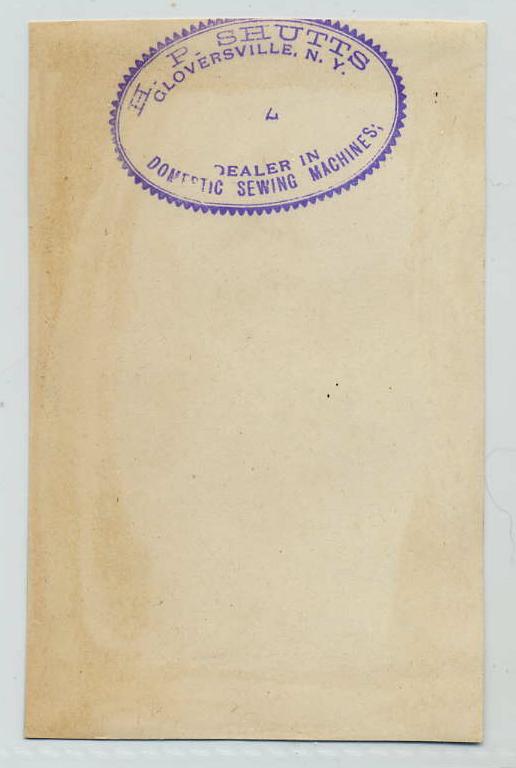 H. P. SHUTTS
GLOVERSVILLE, N. Y.
DEALER IN
DOMESTIC SEWING MACHINES;